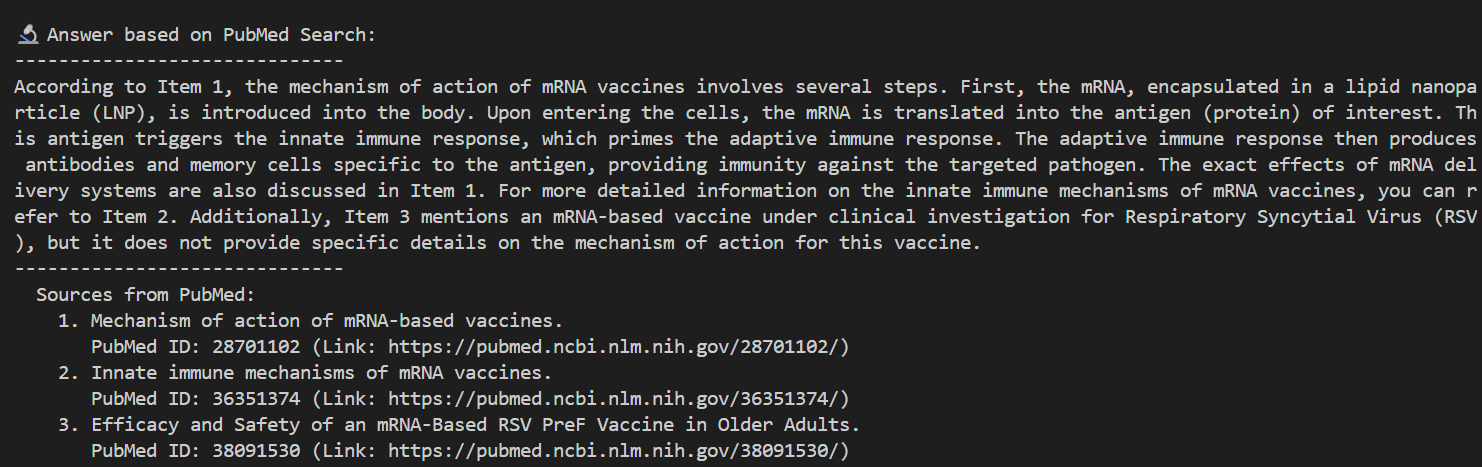 🔬 Answer based on PubMed Search:
------------------------------
According to Item 1, the mechanism of action of mRNA vaccines involves several steps. First, the mRNA, encapsulated in a lipid nanopa
rticle (LNP), is introduced into the body. Upon entering the cells, the mRNA is translated into the antigen (protein) of interest. Th
is antigen triggers the innate immune response, which primes the adaptive immune response. The adaptive immune response then produces
 antibodies and memory cells specific to the antigen, providing immunity against the targeted pathogen. The exact effects of mRNA del
ivery systems are also discussed in Item 1. For more detailed information on the innate immune mechanisms of mRNA vaccines, you can r
efer to Item 2. Additionally, Item 3 mentions an mRNA-based vaccine under clinical investigation for Respiratory Syncytial Virus (RSV
), but it does not provide specific details on the mechanism of action for this vaccine.
------------------------------
  Sources from PubMed:
    1. Mechanism of action of mRNA-based vaccines.
       PubMed ID: 28701102 (Link: https://pubmed.ncbi.nlm.nih.gov/28701102/)
    2. Innate immune mechanisms of mRNA vaccines.
       PubMed ID: 36351374 (Link: https://pubmed.ncbi.nlm.nih.gov/36351374/)
    3. Efficacy and Safety of an mRNA-Based RSV PreF Vaccine in Older Adults.
       PubMed ID: 38091530 (Link: https://pubmed.ncbi.nlm.nih.gov/38091530/)